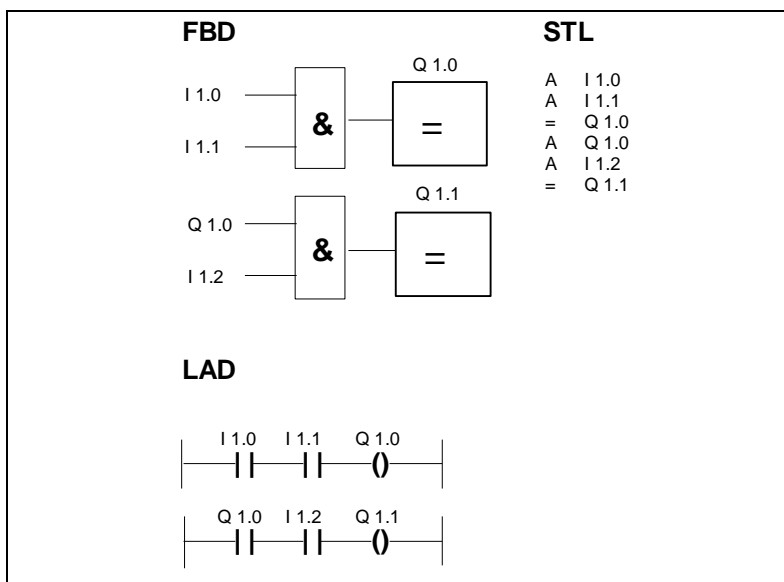 FBD
Q 1.0
I 1.0
&
=
I 1.1
Q 1.1
Q 1.0
&
=
I 1.2
STL
A I 1.0
A I 1.1
= Q 1.0
A Q 1.0
A I 1.2
= Q 1.1
LAD
I 1.0 I 1.1 Q 1.0
()
Q 1.0 I 1.2 Q 1.1
()